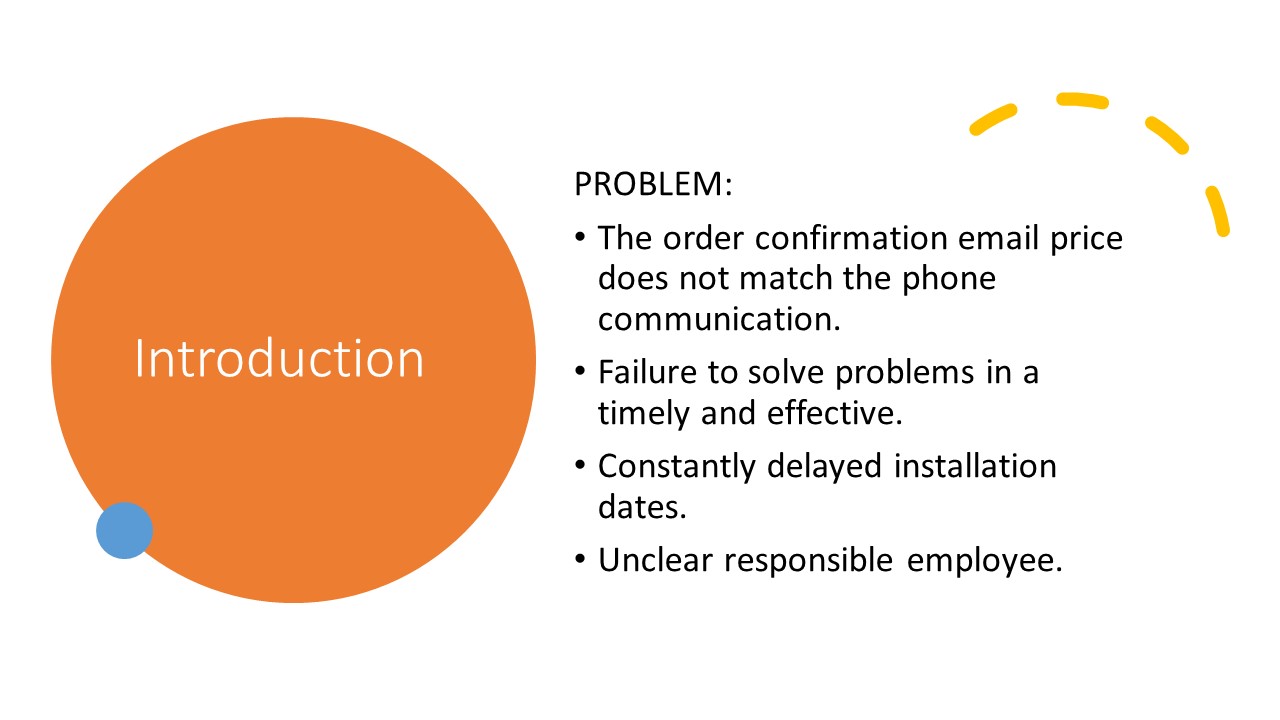 Introduction
PROBLEM:
• The order confirmation email price
does not match the phone
communication.
• Failure to solve problems in a
timely and effective.
• Constantly delayed installation
dates.
• Unclear responsible employee.